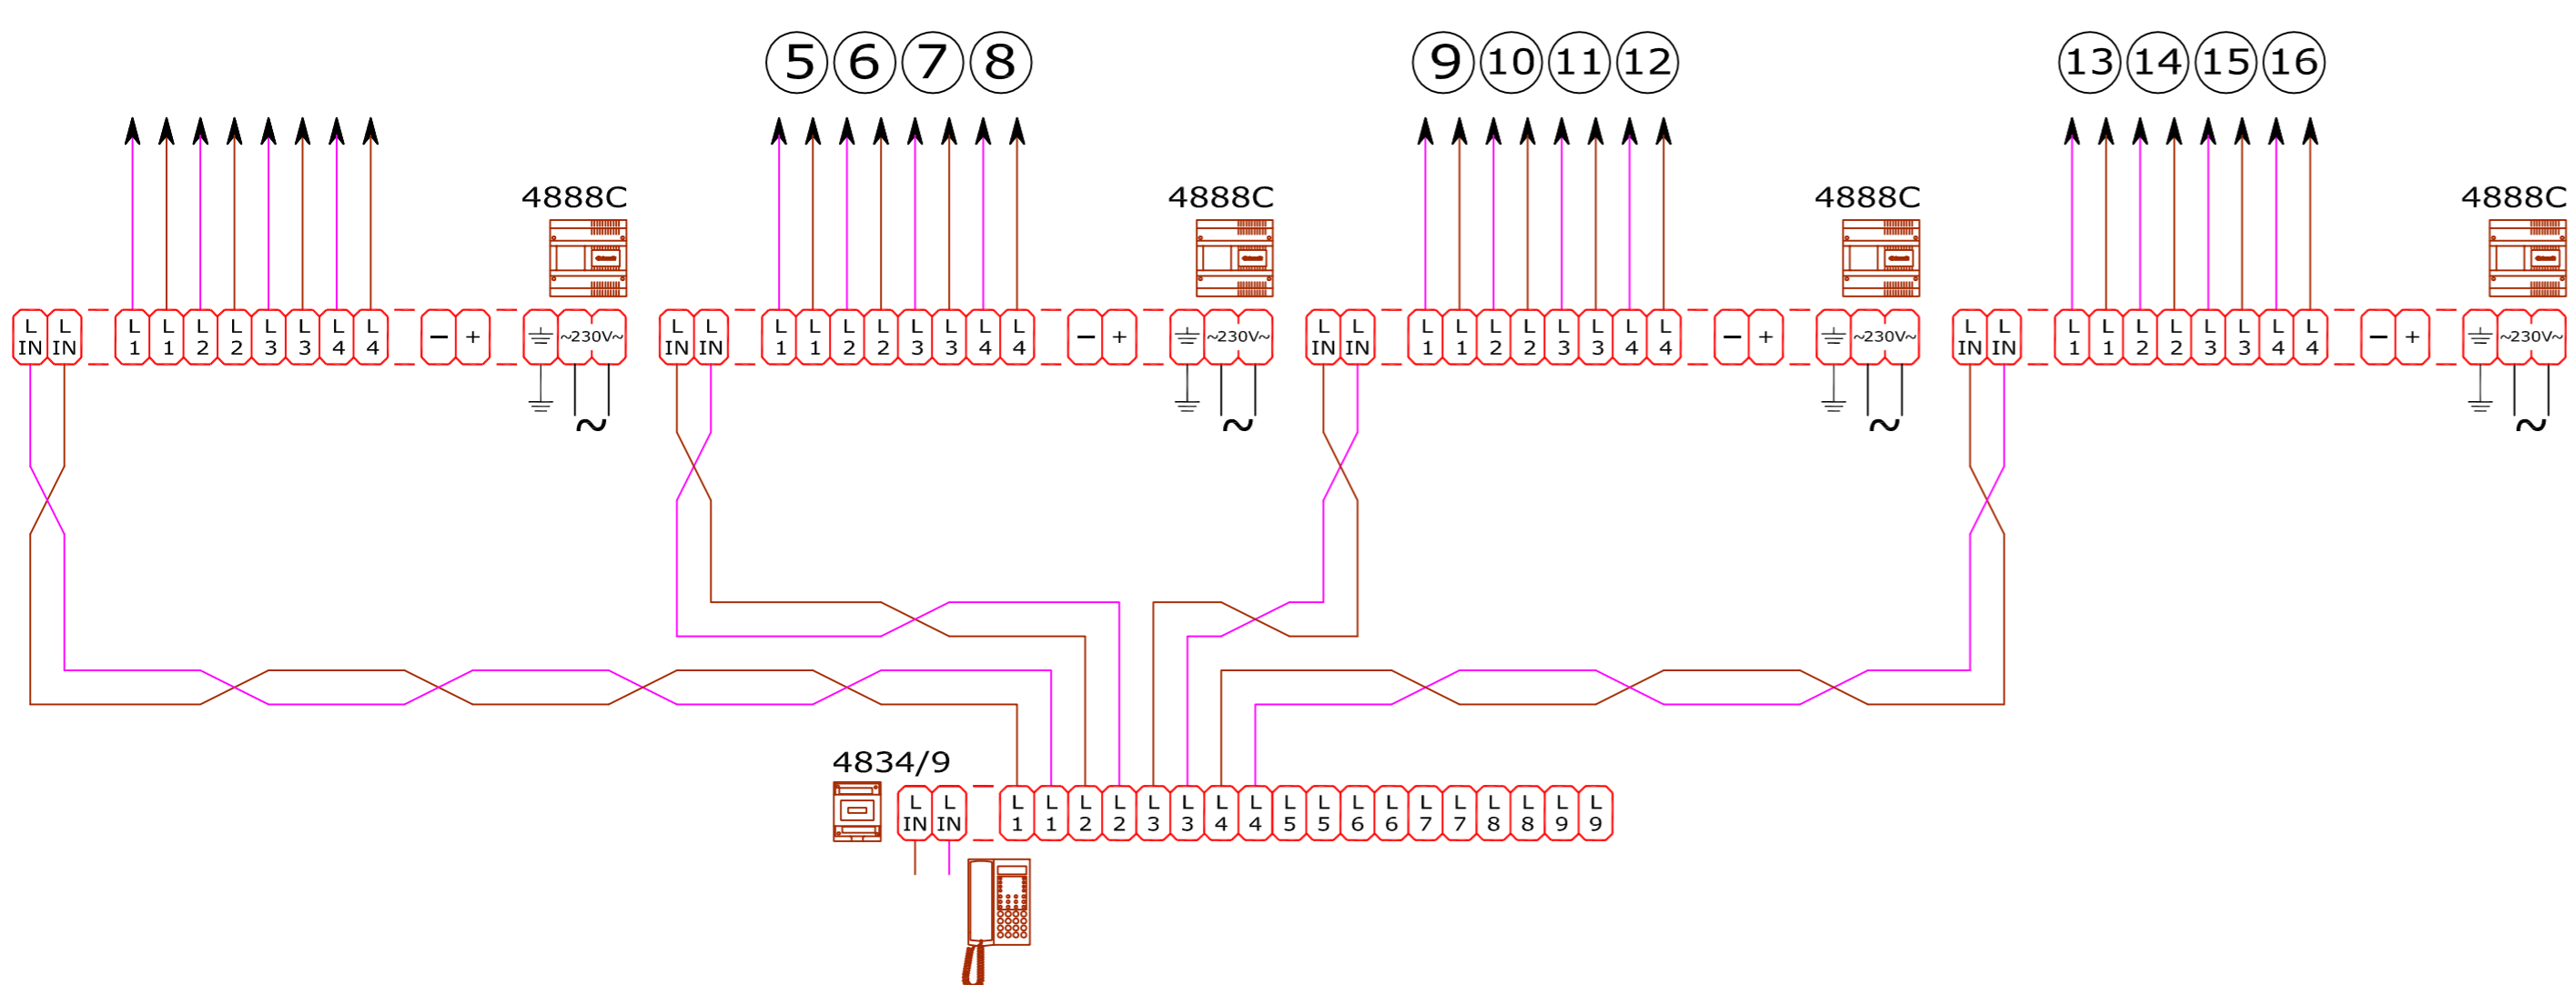 5 6 7 8 9 10 11 12 13 14 15 16
4888C 4888C 4888C 4888C
L L L L L L L L L L L L L L L L L L L L L L L L L L L L L L L L L L L L L L L L
IN IN 1 1 2 2 3 3 4 4 − + ~230V~ IN IN 1 1 2 2 3 3 4 4 − + ~230V~ IN IN 1 1 2 2 3 3 4 4 − + ~230V~ IN IN 1 1 2 2 3 3 4 4 − + ~230V~
~ ~ ~ ~
4834/9
L L L L L L L L L L L L L L L L L L L L
IN IN 1 1 2 2 3 3 4 4 5 5 6 6 7 7 8 8 9 9